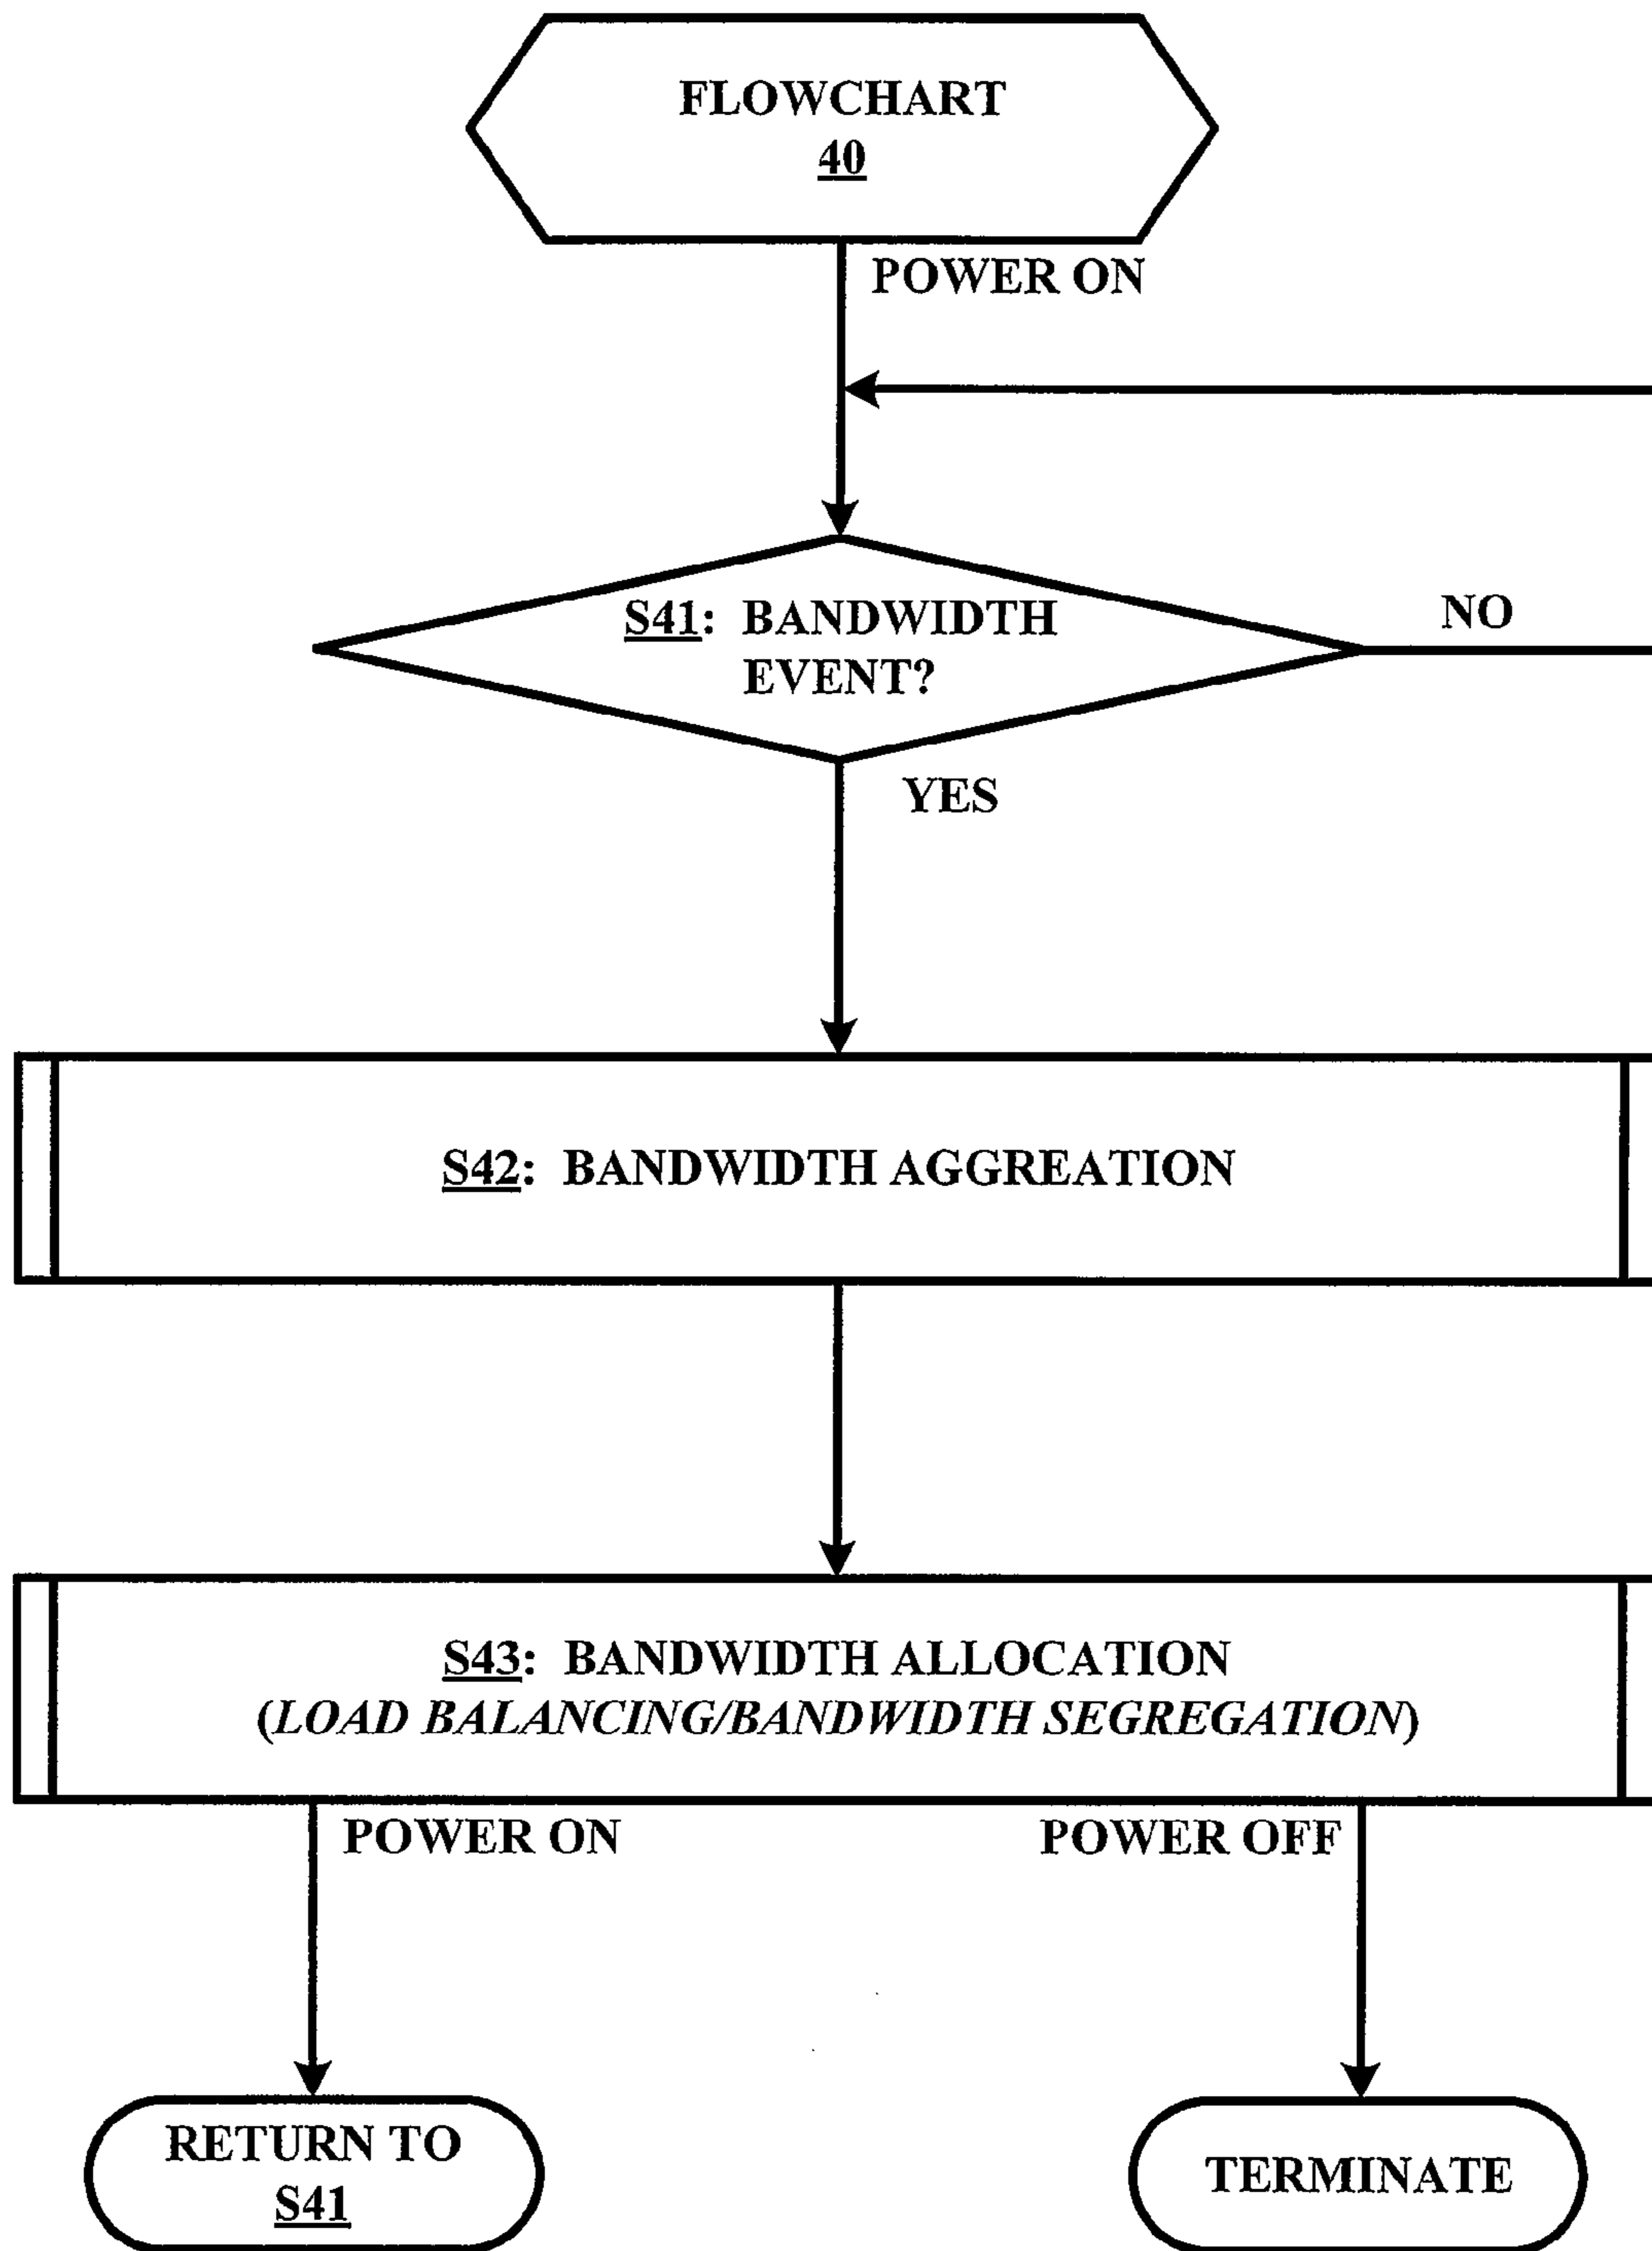 FLOWCHART
40
POWER ON
S41: BANDWIDTH
EVENT?
NO
YES
S42: BANDWIDTH AGGREATION
S43: BANDWIDTH ALLOCATION
(LOAD BALANCING/BANDWIDTH SEGREGATION)
POWER ON
POWER OFF
RETURN TO
S41
TERMINATE